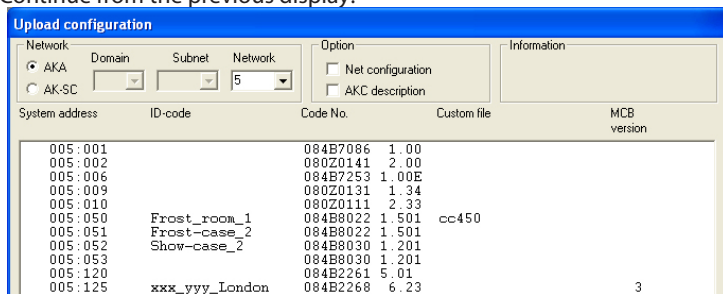 Continue from the previous display.
Upload configuration
Network Option Information
Domain Subnet Network
AKA 5 Net configuration
AK-SC AKC description
System address ID-code Code No. Custom file MCB version
005:001 084B7086 1.00
005:002 080Z0141 2.00
005:006 084B7253 1.00E
005:009 080Z0131 1.34
005:010 080Z0111 2.33
005:050 Frost_room_1 084B8022 1.501 cc450
005:051 Frost-case_2 084B8022 1.501
005:052 Show-case_2 084B8030 1.201
005:053 084B8030 1.201
005:120 084B2261 5.01
005:125 xxx_yyy_London 084B2268 6.23 3